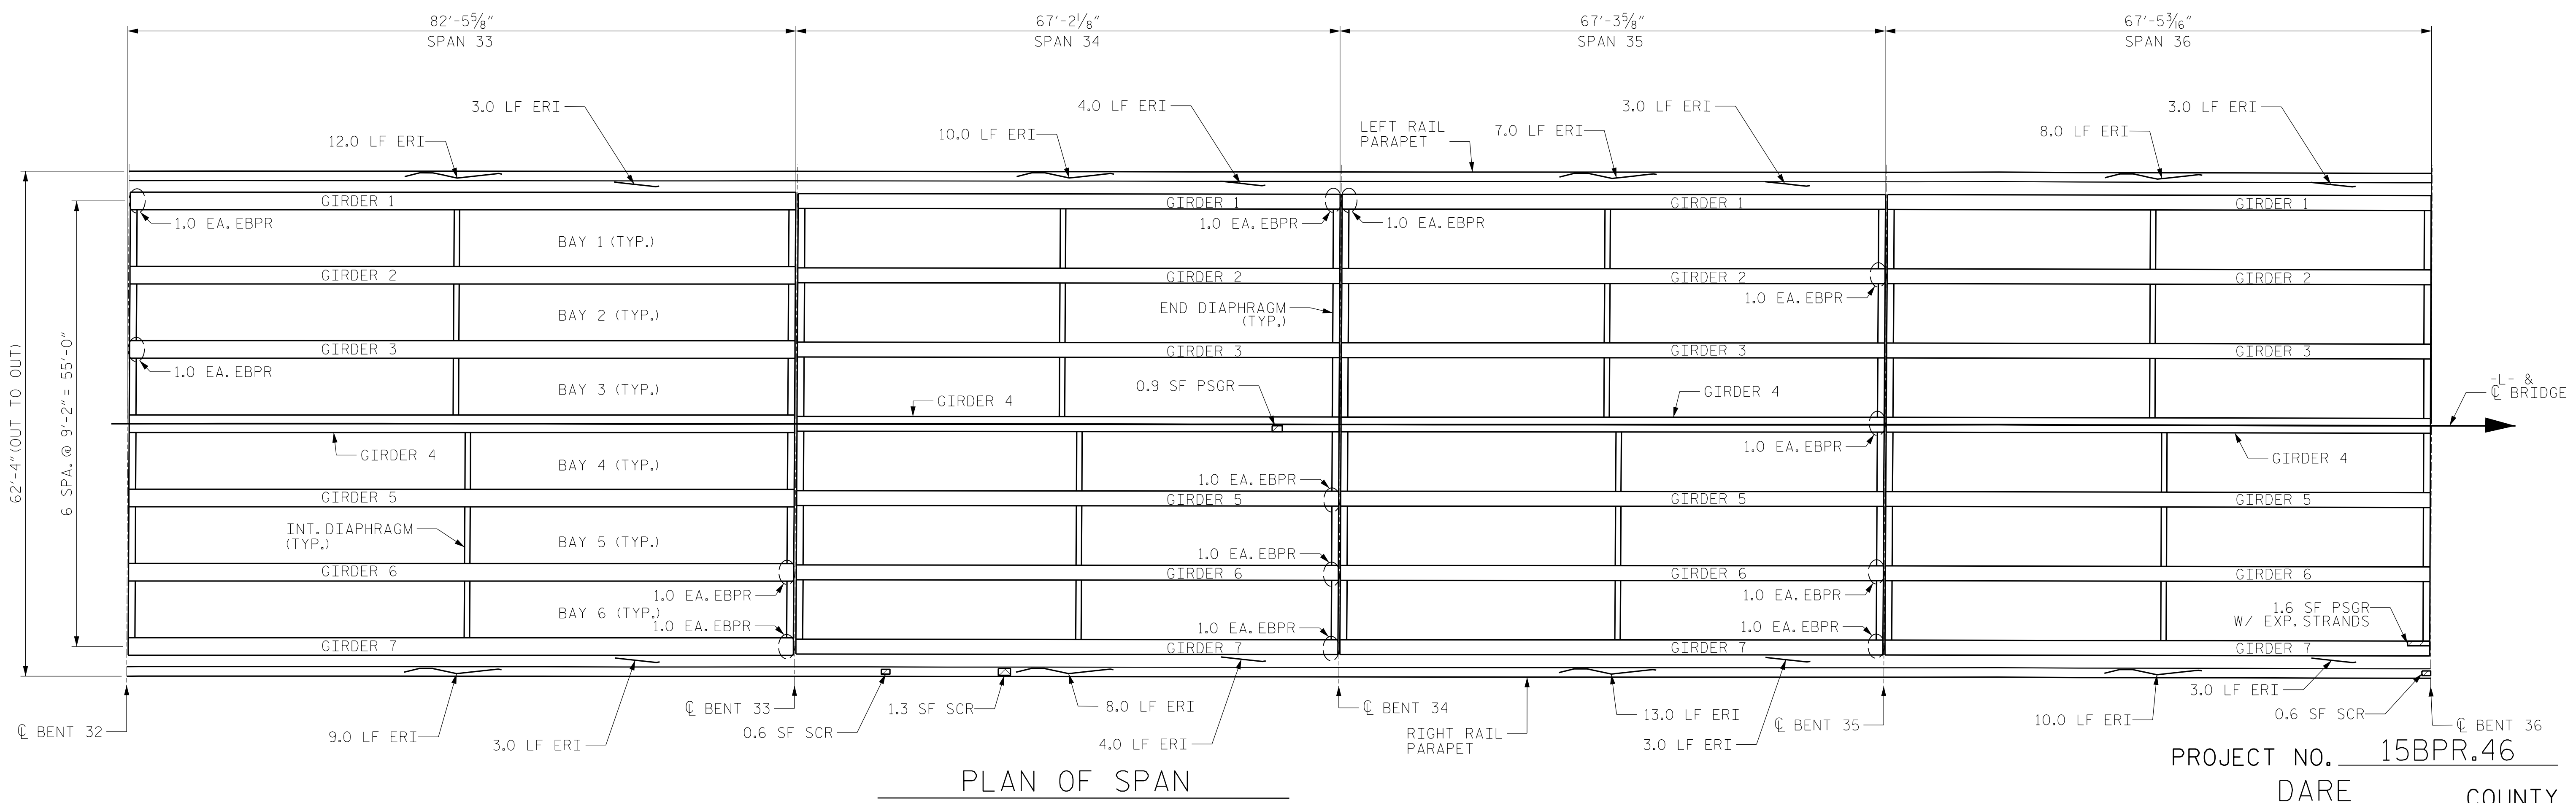 82'-5⅝"
SPAN 33
67'-2⅛"
SPAN 34
67'-3⅝"
SPAN 35
67'-5³⁄₁₆"
SPAN 36
3.0 LF ERI
4.0 LF ERI
3.0 LF ERI
3.0 LF ERI
12.0 LF ERI
10.0 LF ERI
LEFT RAIL
PARAPET
7.0 LF ERI
8.0 LF ERI
GIRDER 1
GIRDER 1
GIRDER 1
GIRDER 1
1.0 EA. EBPR
1.0 EA. EBPR
1.0 EA. EBPR
BAY 1 (TYP.)
GIRDER 2
GIRDER 2
GIRDER 2
GIRDER 2
1.0 EA. EBPR
BAY 2 (TYP.)
END DIAPHRAGM
(TYP.)
GIRDER 3
GIRDER 3
GIRDER 3
GIRDER 3
1.0 EA. EBPR
BAY 3 (TYP.)
0.9 SF PSGR
GIRDER 4
GIRDER 4
-L- &
℄ BRIDGE
62'-4" (OUT TO OUT)
6 SPA. @ 9'-2" = 55'-0"
GIRDER 4
BAY 4 (TYP.)
1.0 EA. EBPR
GIRDER 4
1.0 EA. EBPR
GIRDER 5
GIRDER 5
GIRDER 5
GIRDER 5
INT. DIAPHRAGM
(TYP.)
BAY 5 (TYP.)
1.0 EA. EBPR
GIRDER 6
GIRDER 6
GIRDER 6
GIRDER 6
1.0 EA. EBPR
1.0 EA. EBPR
BAY 6 (TYP.)
1.0 EA. EBPR
1.0 EA. EBPR
1.0 EA. EBPR
1.6 SF PSGR
W/ EXP. STRANDS
GIRDER 7
GIRDER 7
GIRDER 7
GIRDER 7
℄ BENT 32
9.0 LF ERI
3.0 LF ERI
℄ BENT 33
0.6 SF SCR
1.3 SF SCR
8.0 LF ERI
4.0 LF ERI
℄ BENT 34
RIGHT RAIL
PARAPET
13.0 LF ERI
3.0 LF ERI
℄ BENT 35
10.0 LF ERI
3.0 LF ERI
0.6 SF SCR
℄ BENT 36
PLAN OF SPAN
PROJECT NO. 15BPR.46
DARE COUNTY